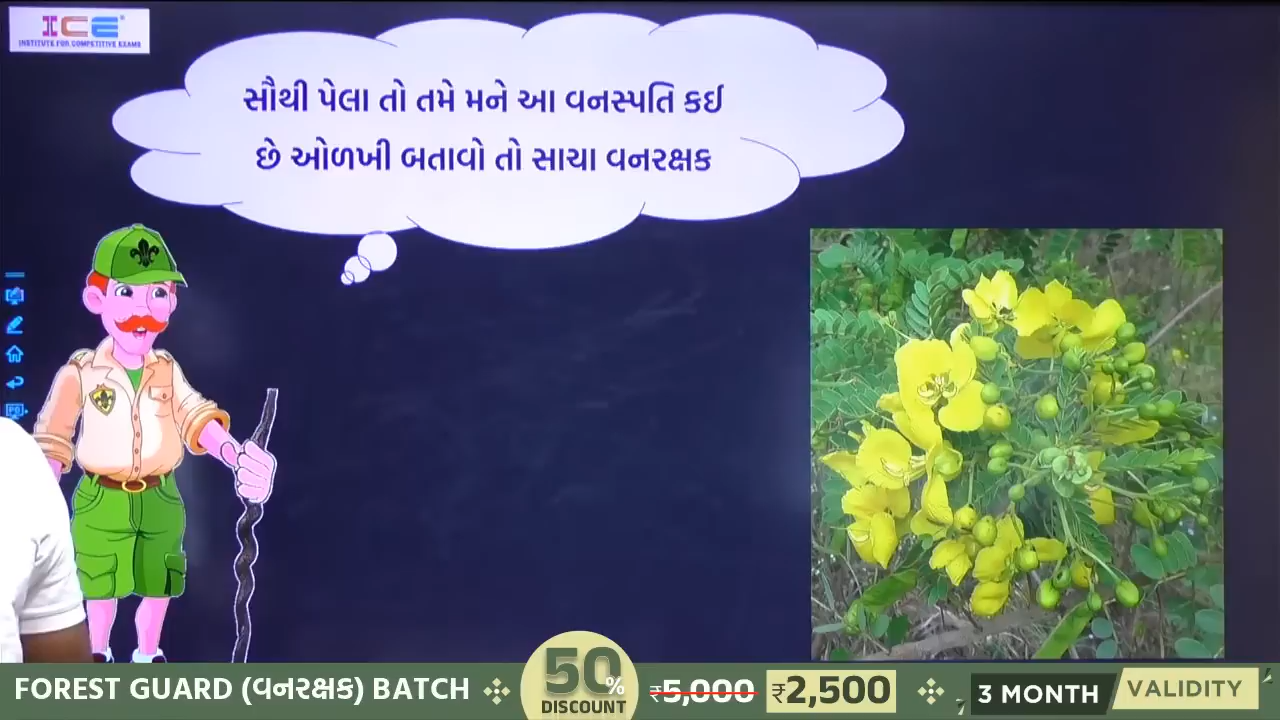 ICE
INSTITUTE FOR COMPETITIVE EXAMS
સૌથી પેલા તો તમે મને આ વનસ્પતિ કઈ
છે ઓળખી બતાવો તો સાચા વનરક્ષક
FOREST GUARD (વનરક્ષક) BATCH
50%
DISCOUNT
₹5,000
₹2,500
3 MONTH
VALIDITY